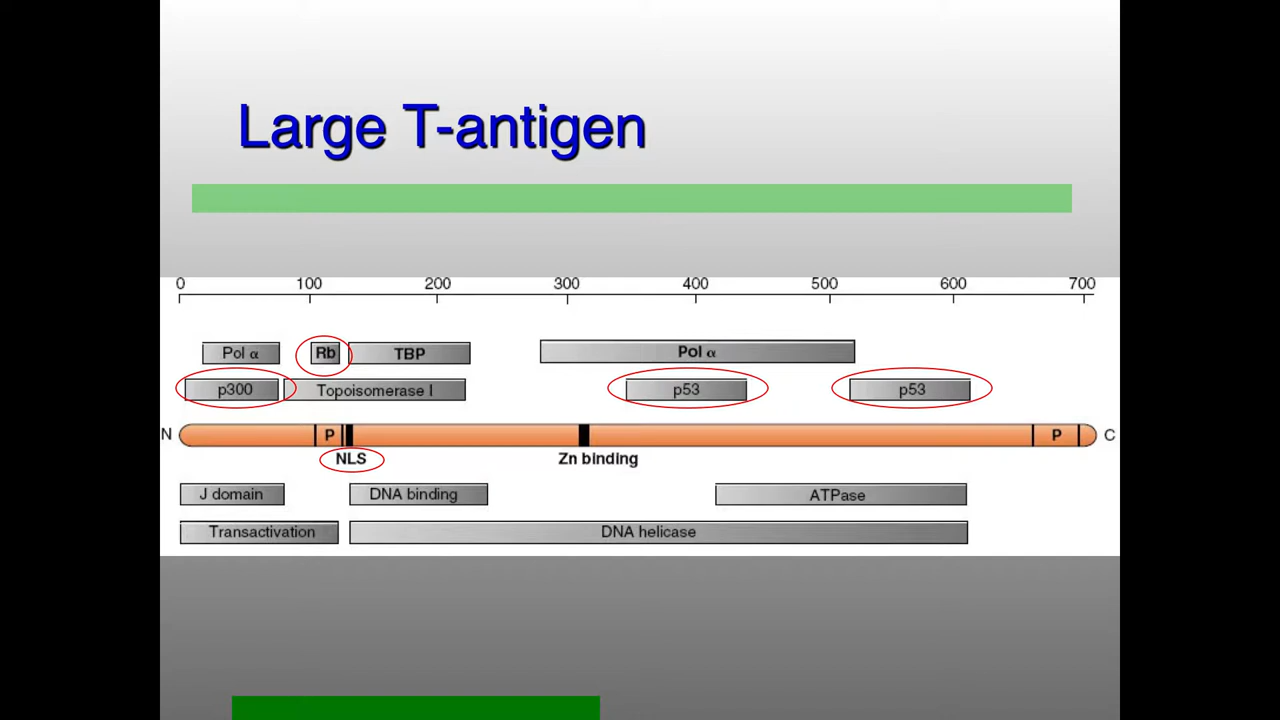 Large T-antigen
0 100 200 300 400 500 600 700
Pol α Rb TBP Pol α
p300 Topoisomerase I p53 p53
N P P C
NLS Zn binding
J domain DNA binding ATPase
Transactivation DNA helicase